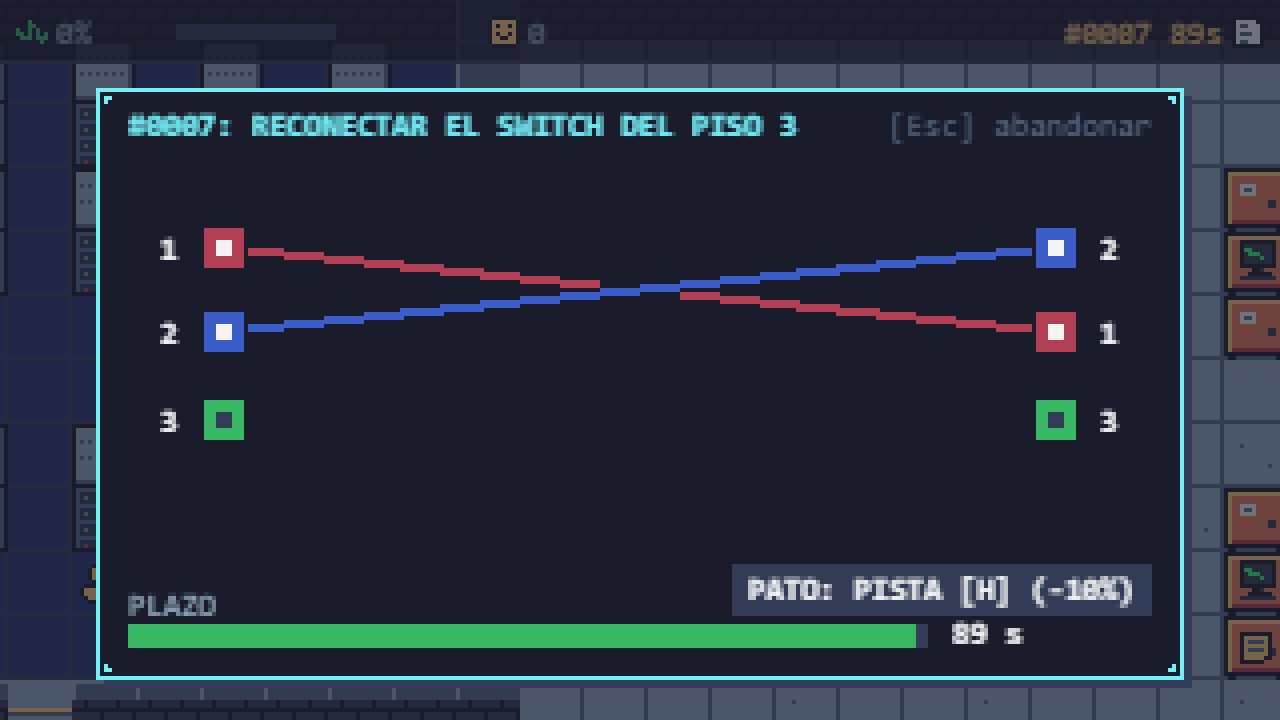 0% 0 #0007 89s
#0007: RECONECTAR EL SWITCH DEL PISO 3 [Esc] abandonar
1 2
2 1
3 3
PATO: PISTA [H] (-10%)
PLAZO
89 s